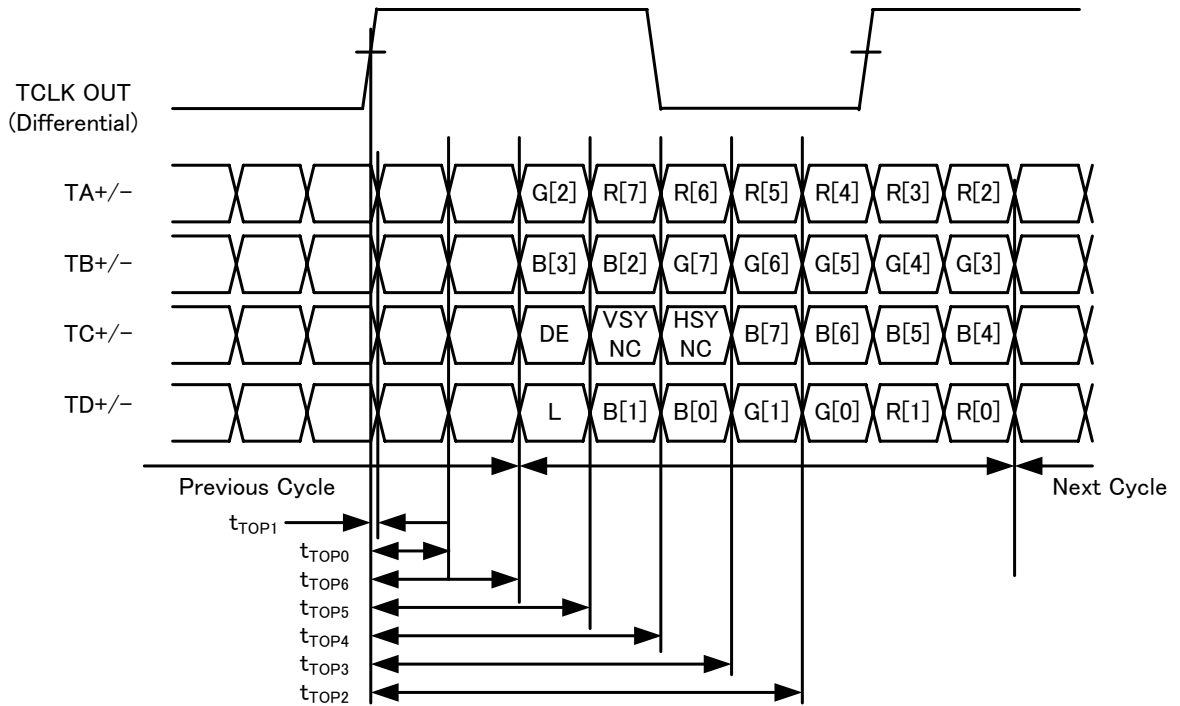 TCLK OUT
(Differential)
TA+/-
G[2] R[7] R[6] R[5] R[4] R[3] R[2]
TB+/-
B[3] B[2] G[7] G[6] G[5] G[4] G[3]
TC+/-
DE VSY NC HSY NC B[7] B[6] B[5] B[4]
TD+/-
L B[1] B[0] G[1] G[0] R[1] R[0]
Previous Cycle
Next Cycle
tTOP1
tTOP0
tTOP6
tTOP5
tTOP4
tTOP3
tTOP2